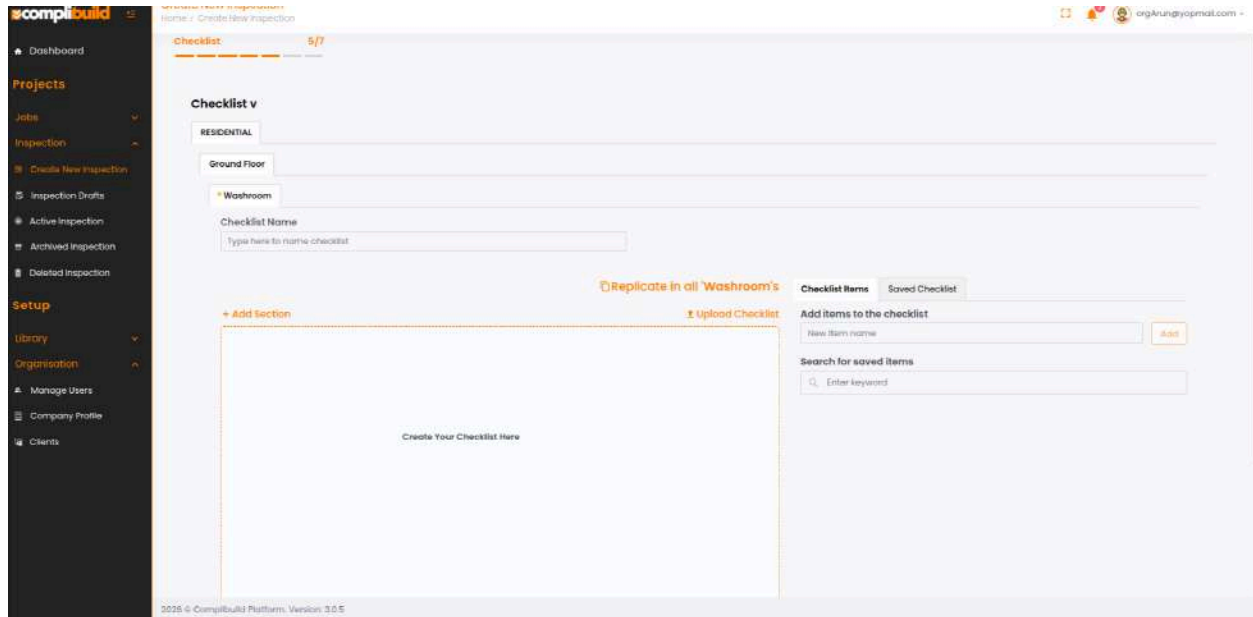 complibuild
Create New Inspection
Home / Create New Inspection
orgArun@yopmail.com
Dashboard
Projects
Jobs
Inspection
Create New Inspection
Inspection Drafts
Active Inspection
Archived Inspection
Deleted Inspection
Setup
Library
Organisation
Manage Users
Company Profile
Clients
Checklist 5/7
Checklist v
RESIDENTIAL
Ground Floor
* Washroom
Checklist Name
Type here to name checklist
Replicate in all 'Washroom's
+ Add Section
Upload Checklist
Create Your Checklist Here
Checklist Items
Saved Checklist
Add items to the checklist
New Item name
Add
Search for saved items
Enter keyword
2026 © Complibuild Platform. Version: 3.0.5